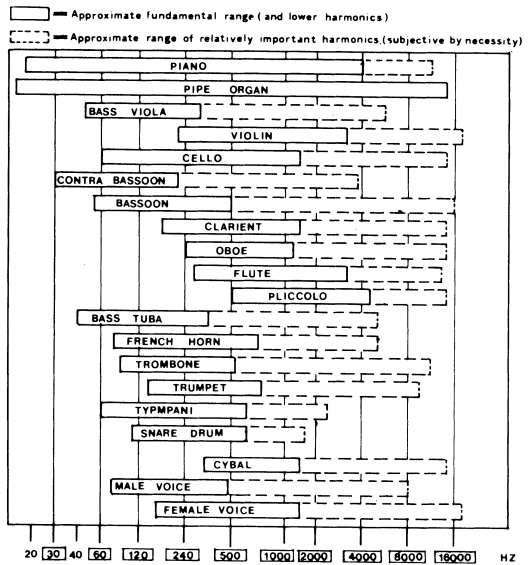 Approximate fundamental range (and lower harmonics)
Approximate range of relatively important harmonics.(subjective by necessity)
PIANO
PIPE ORGAN
BASS VIOLA
VIOLIN
CELLO
CONTRA BASSOON
BASSOON
CLARIENT
OBOE
FLUTE
PLICCOLO
BASS TUBA
FRENCH HORN
TROMBONE
TRUMPET
TYPMPANI
SNARE DRUM
CYBAL
MALE VOICE
FEMALE VOICE
20 30 40 60 120 240 500 1000 2000 4000 8000 16000 HZ